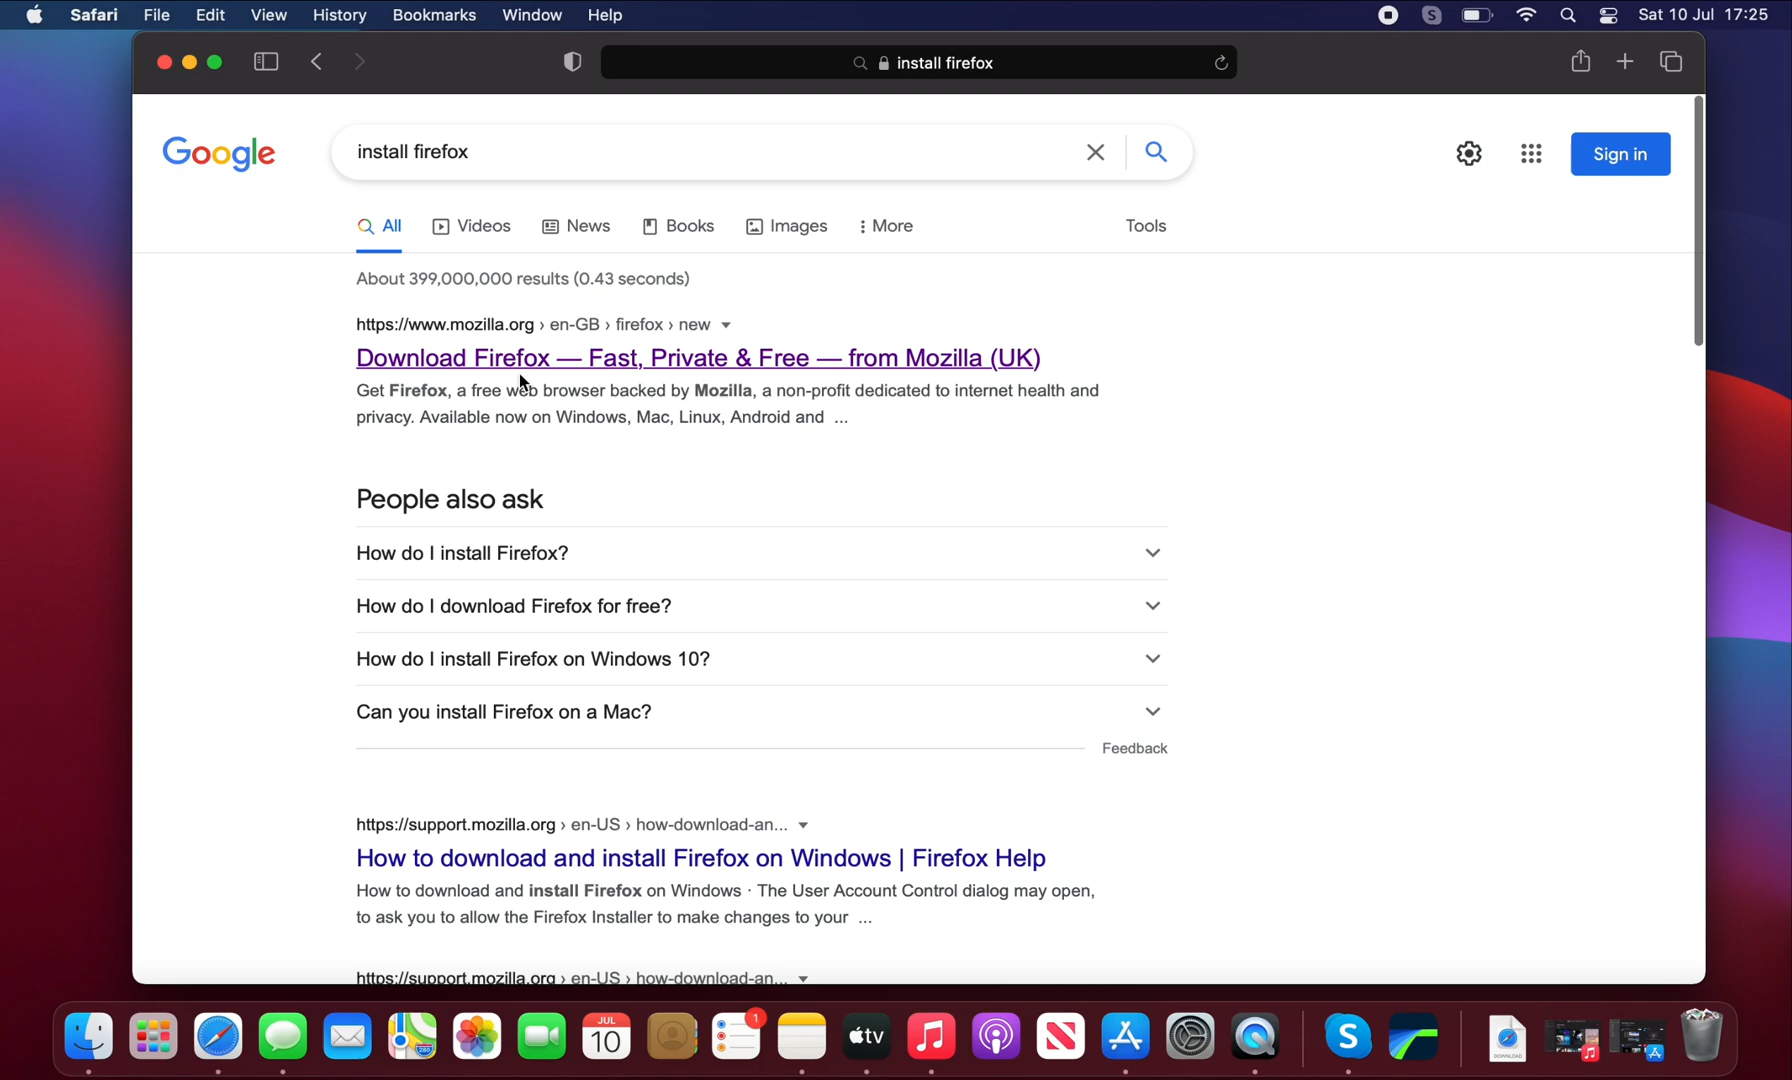 Safari File Edit View History Bookmarks Window Help S Sat 10 Jul 17:25
install firefox
Google install firefox Sign in
All Videos News Books Images More Tools
About 399,000,000 results (0.43 seconds)
https://www.mozilla.org › en-GB › firefox › new
Download Firefox — Fast, Private & Free — from Mozilla (UK)
Get Firefox, a free web browser backed by Mozilla, a non-profit dedicated to internet health and
privacy. Available now on Windows, Mac, Linux, Android and ...
People also ask
How do I install Firefox?
How do I download Firefox for free?
How do I install Firefox on Windows 10?
Can you install Firefox on a Mac?
Feedback
https://support.mozilla.org › en-US › how-download-an...
How to download and install Firefox on Windows | Firefox Help
How to download and install Firefox on Windows · The User Account Control dialog may open,
to ask you to allow the Firefox Installer to make changes to your ...
https://support.mozilla.org › en-US › how-download-an...
280 JUL 10 1 tv N S DOWNLOAD